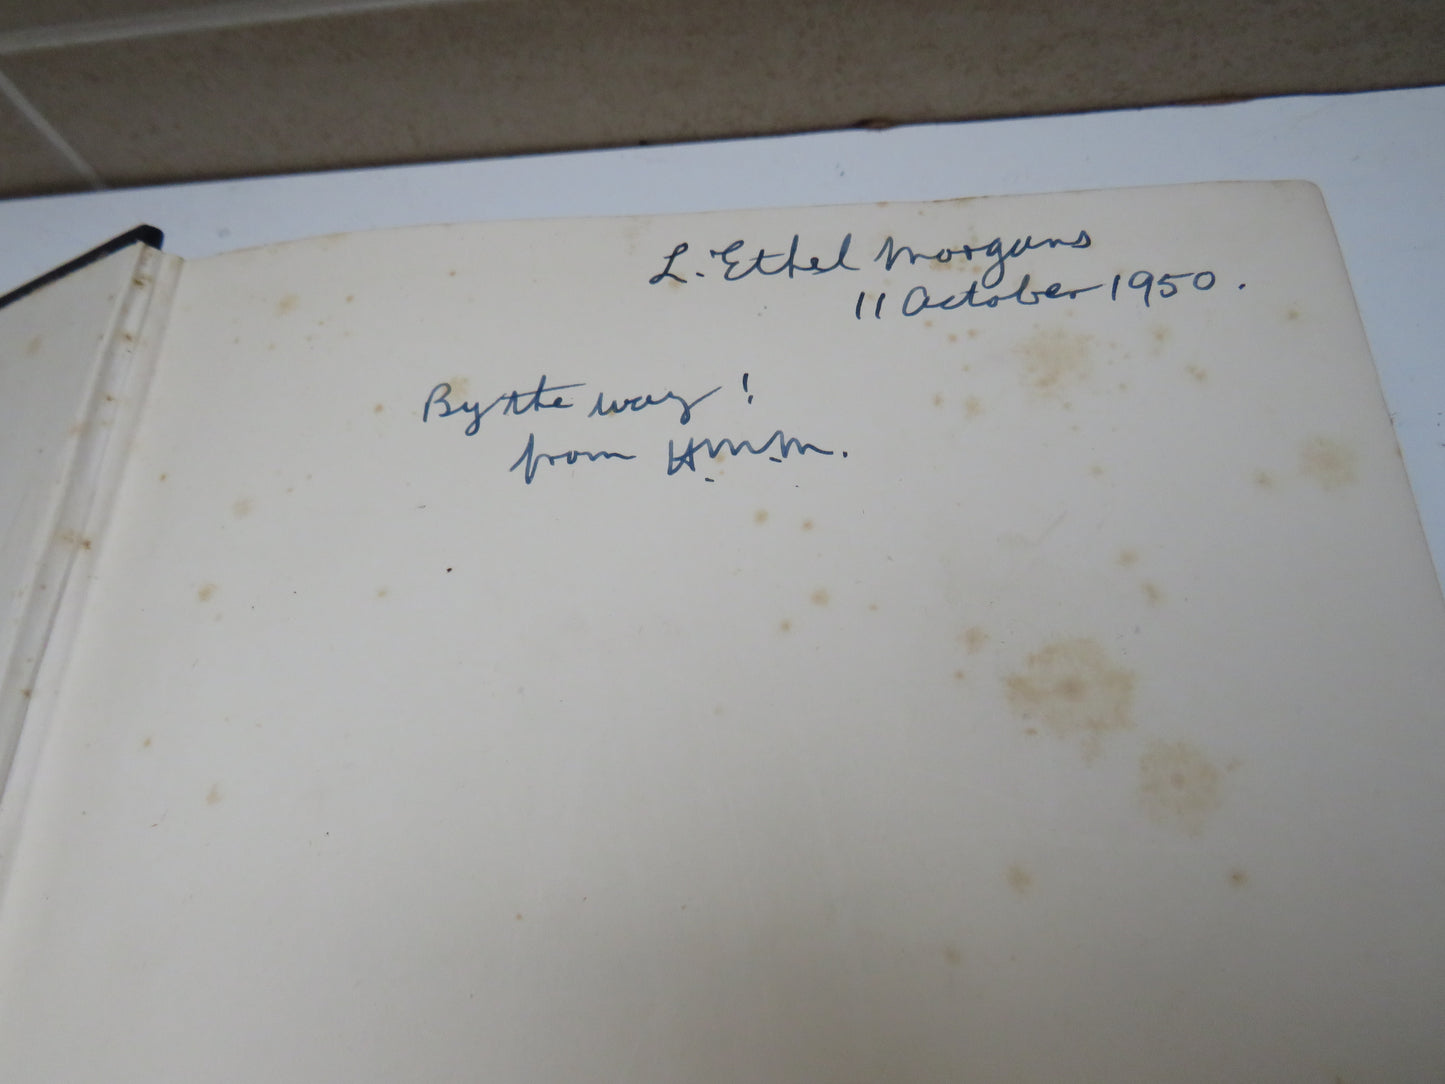 L. Ethel Morgans
11 October 1950.
By the way!
from H.M.M.